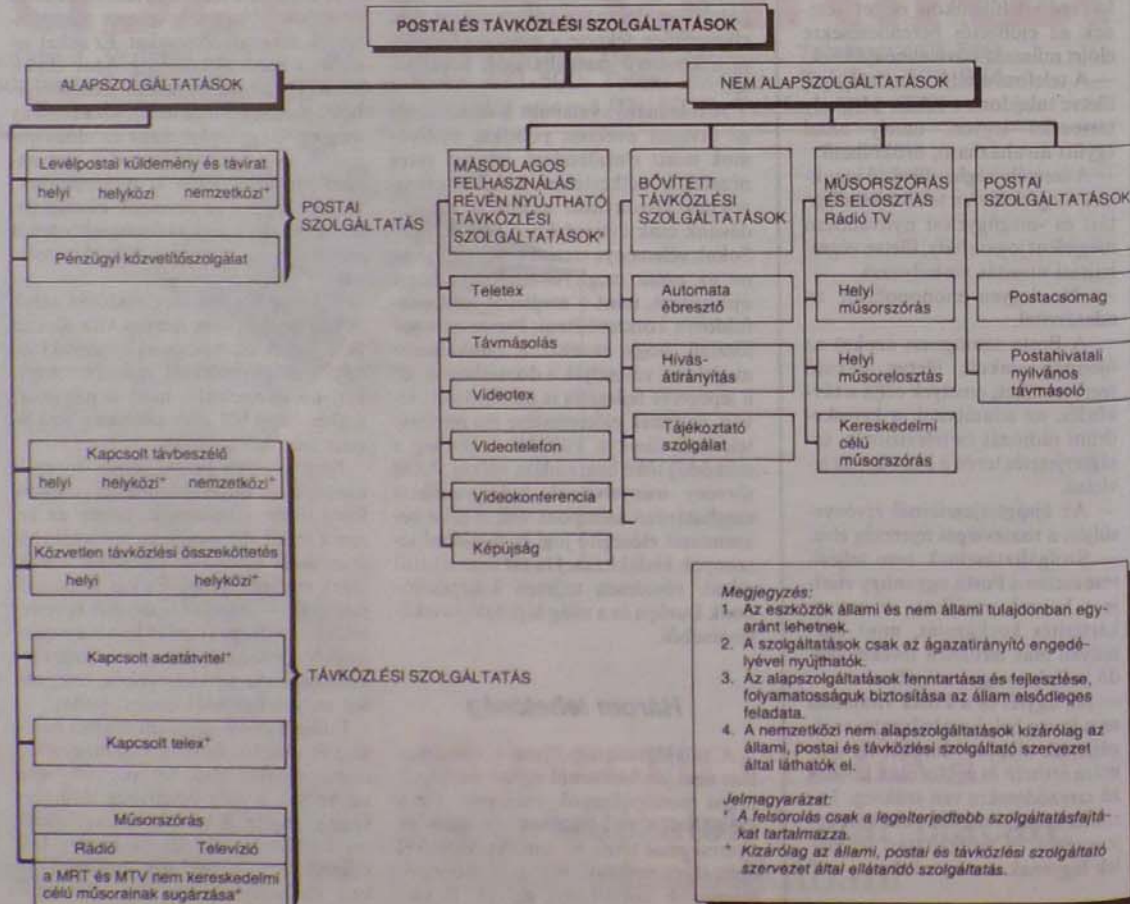 POSTAI ÉS TÁVKÖZLÉSI SZOLGÁLTATÁSOK
ALAPSZOLGÁLTATÁSOK
NEM ALAPSZOLGÁLTATÁSOK
Levélpostai küldemény és távirat
helyi helyközi nemzetközi+
Pénzügyi közvetítőszolgálat
POSTAI
SZOLGÁLTATÁS
Kapcsolt távbeszélő
helyi helyközi+ nemzetközi+
Közvetlen távközlési összeköttetés
helyi helyközi+
Kapcsolt adatátvitel+
Kapcsolt telex+
Műsorszórás
Rádió Televízió
a MRT és MTV nem kereskedelmi
célú műsorainak sugárzása+
TÁVKÖZLÉSI SZOLGÁLTATÁS
MÁSODLAGOS
FELHASZNÁLÁS
RÉVÉN NYÚJTHATÓ
TÁVKÖZLÉSI
SZOLGÁLTATÁSOK*
Teletex
Távmásolás
Videotex
Videotelefon
Videokonferencia
Képújság
BŐVÍTETT
TÁVKÖZLÉSI
SZOLGÁLTATÁSOK
Automata
ébresztő
Hívás-
átirányítás
Tájékoztató
szolgálat
MŰSORSZÓRÁS
ÉS ELOSZTÁS
Rádió TV
Helyi
műsorszórás
Helyi
műsorelosztás
Kereskedelmi
célú
műsorszórás
POSTAI
SZOLGÁLTATÁSOK
Postacsomag
Postahivatali
nyilvános
távmásoló
Megjegyzés:
1. Az eszközök állami és nem állami tulajdonban egy-
aránt lehetnek.
2. A szolgáltatások csak az ágazatirányító engedé-
lyével nyújthatók.
3. Az alapszolgáltatások fenntartása és fejlesztése,
folyamatosságuk biztosítása az állam elsődleges
feladata.
4. A nemzetközi nem alapszolgáltatások kizárólag az
állami, postai és távközlési szolgáltató szervezet
által láthatók el.
Jelmagyarázat:
* A felsorolás csak a legelterjedtebb szolgáltatásfajtá-
kat tartalmazza.
+ Kizárólag az állami, postai és távközlési szolgáltató
szervezet által ellátandó szolgáltatás.